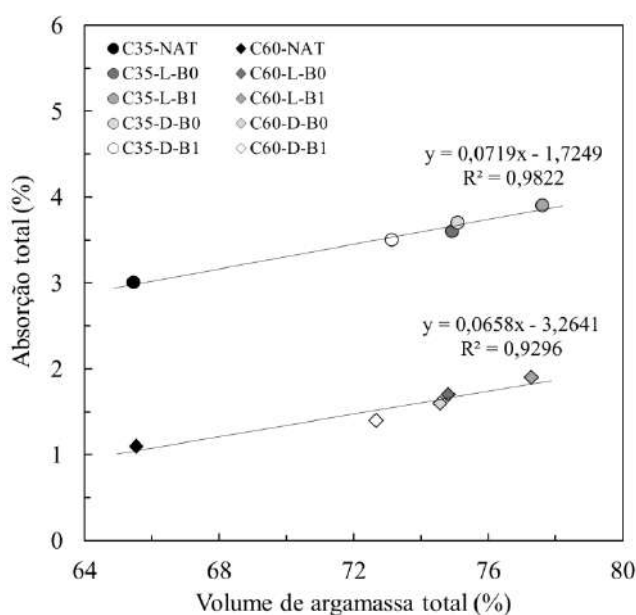 6
5
4
3
2
1
0
Absorção total (%)
C35-NAT C60-NAT
C35-L-B0 C60-L-B0
C35-L-B1 C60-L-B1
C35-D-B0 C60-D-B0
C35-D-B1 C60-D-B1
y = 0,0719x - 1,7249
R² = 0,9822
y = 0,0658x - 3,2641
R² = 0,9296
64 68 72 76 80
Volume de argamassa total (%)